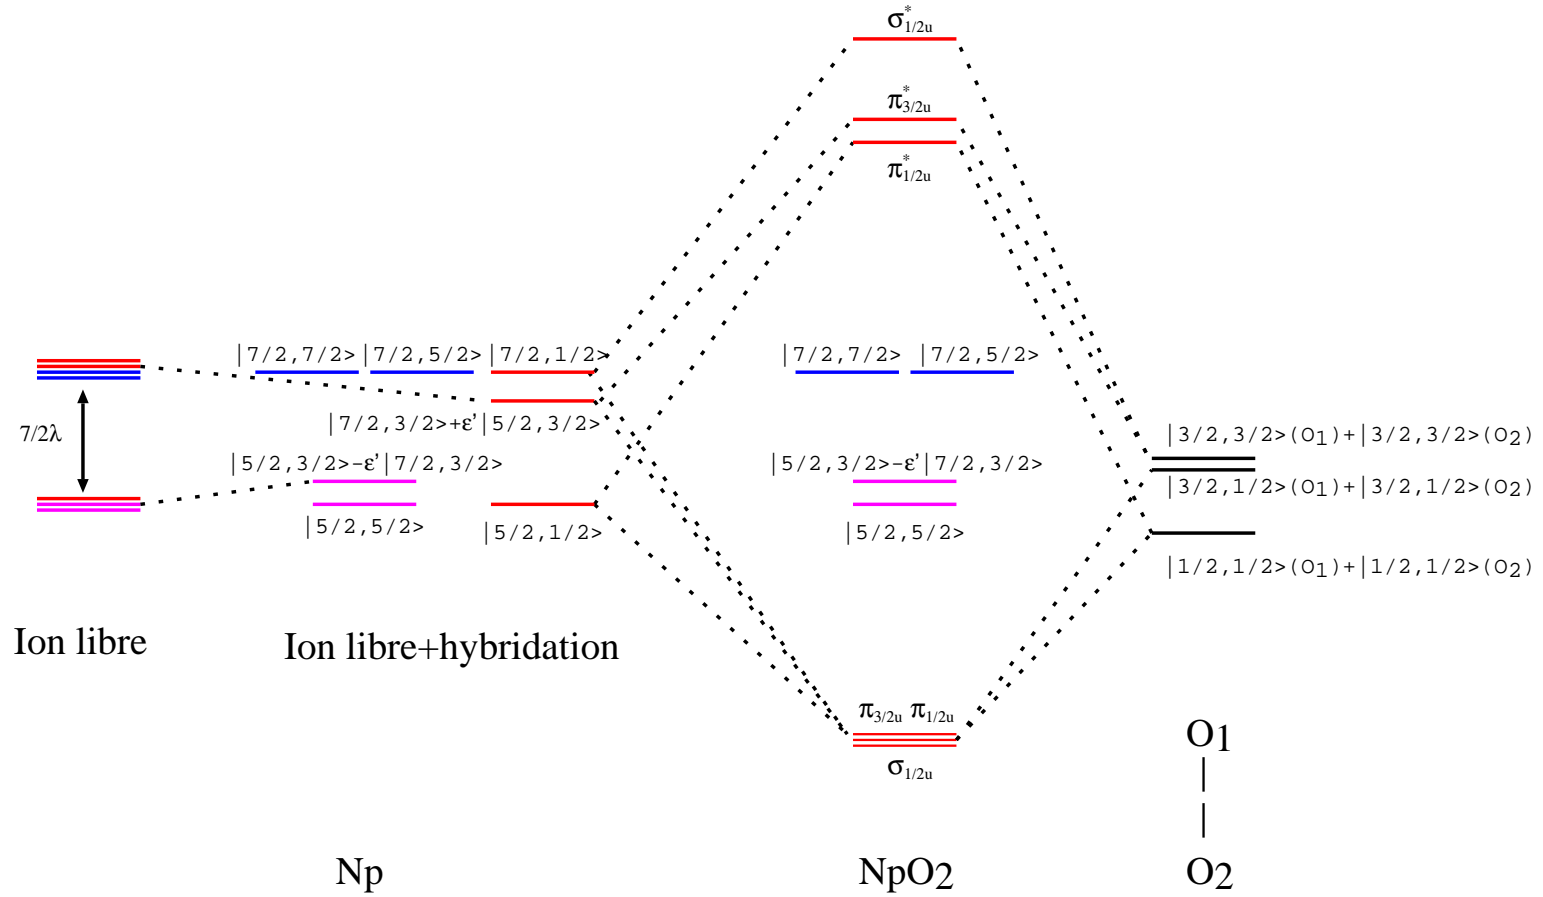 σ*1/2u
π*3/2u
π*1/2u
|7/2,7/2> |7/2,5/2> |7/2,1/2>
|7/2,7/2> |7/2,5/2>
7/2λ
|7/2,3/2>+ε'|5/2,3/2>
|3/2,3/2>(O1)+|3/2,3/2>(O2)
|5/2,3/2>−ε'|7/2,3/2>
|5/2,3/2>−ε'|7/2,3/2>
|3/2,1/2>(O1)+|3/2,1/2>(O2)
|5/2,5/2>
|5/2,1/2>
|5/2,5/2>
|1/2,1/2>(O1)+|1/2,1/2>(O2)
Ion libre
Ion libre+hybridation
π3/2u π1/2u
σ1/2u
O1
|
|
O2
Np
NpO2